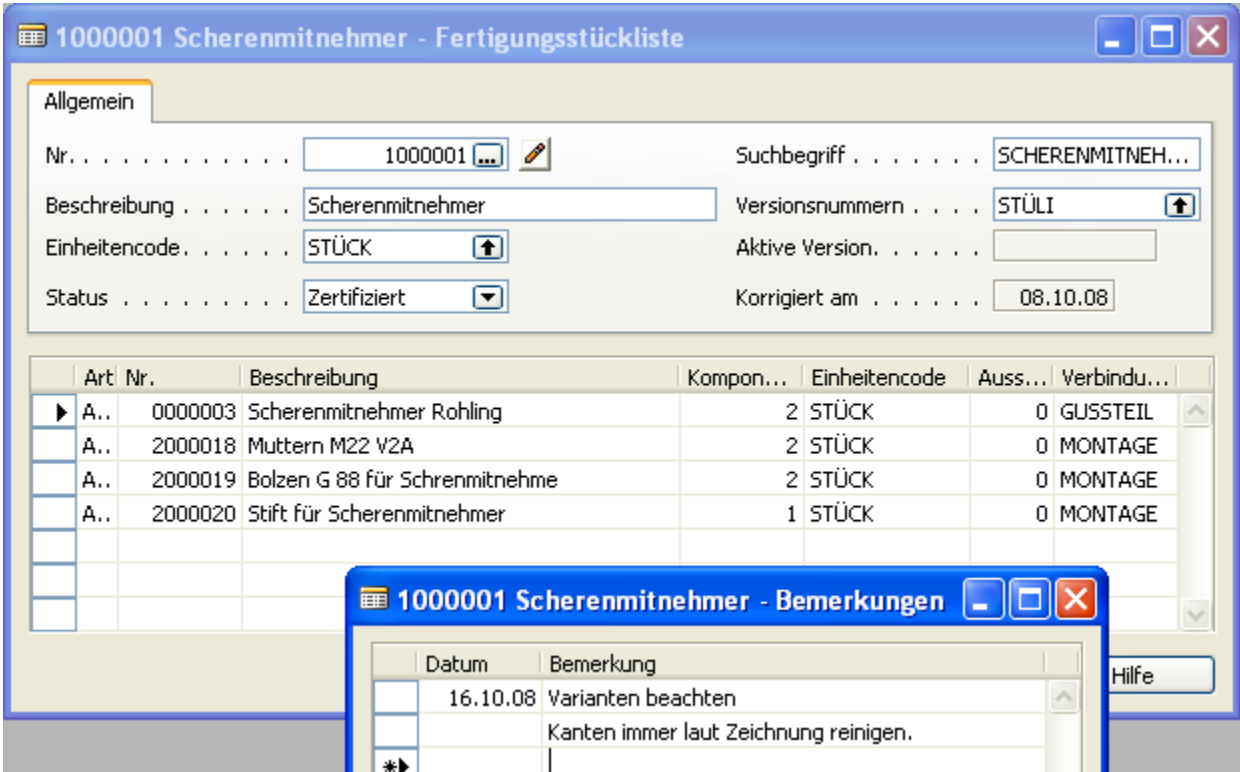 1000001 Scherenmitnehmer - Fertigungsstückliste
Allgemein
Nr. . . . . . . . . . . . 1000001 ... Suchbegriff . . . . . . . SCHERENMITNEH...
Beschreibung . . . . . . Scherenmitnehmer Versionsnummern . . . . STÜLI
Einheitencode. . . . . . STÜCK Aktive Version. . . . . .
Status . . . . . . . . . Zertifiziert Korrigiert am . . . . . . 08.10.08
Art Nr. Beschreibung Kompon... Einheitencode Auss... Verbindu...
A.. 0000003 Scherenmitnehmer Rohling 2 STÜCK 0 GUSSTEIL
A.. 2000018 Muttern M22 V2A 2 STÜCK 0 MONTAGE
A.. 2000019 Bolzen G 88 für Schrenmitnehme 2 STÜCK 0 MONTAGE
A.. 2000020 Stift für Scherenmitnehmer 1 STÜCK 0 MONTAGE
1000001 Scherenmitnehmer - Bemerkungen
Datum Bemerkung
Hilfe
16.10.08 Varianten beachten
Kanten immer laut Zeichnung reinigen.